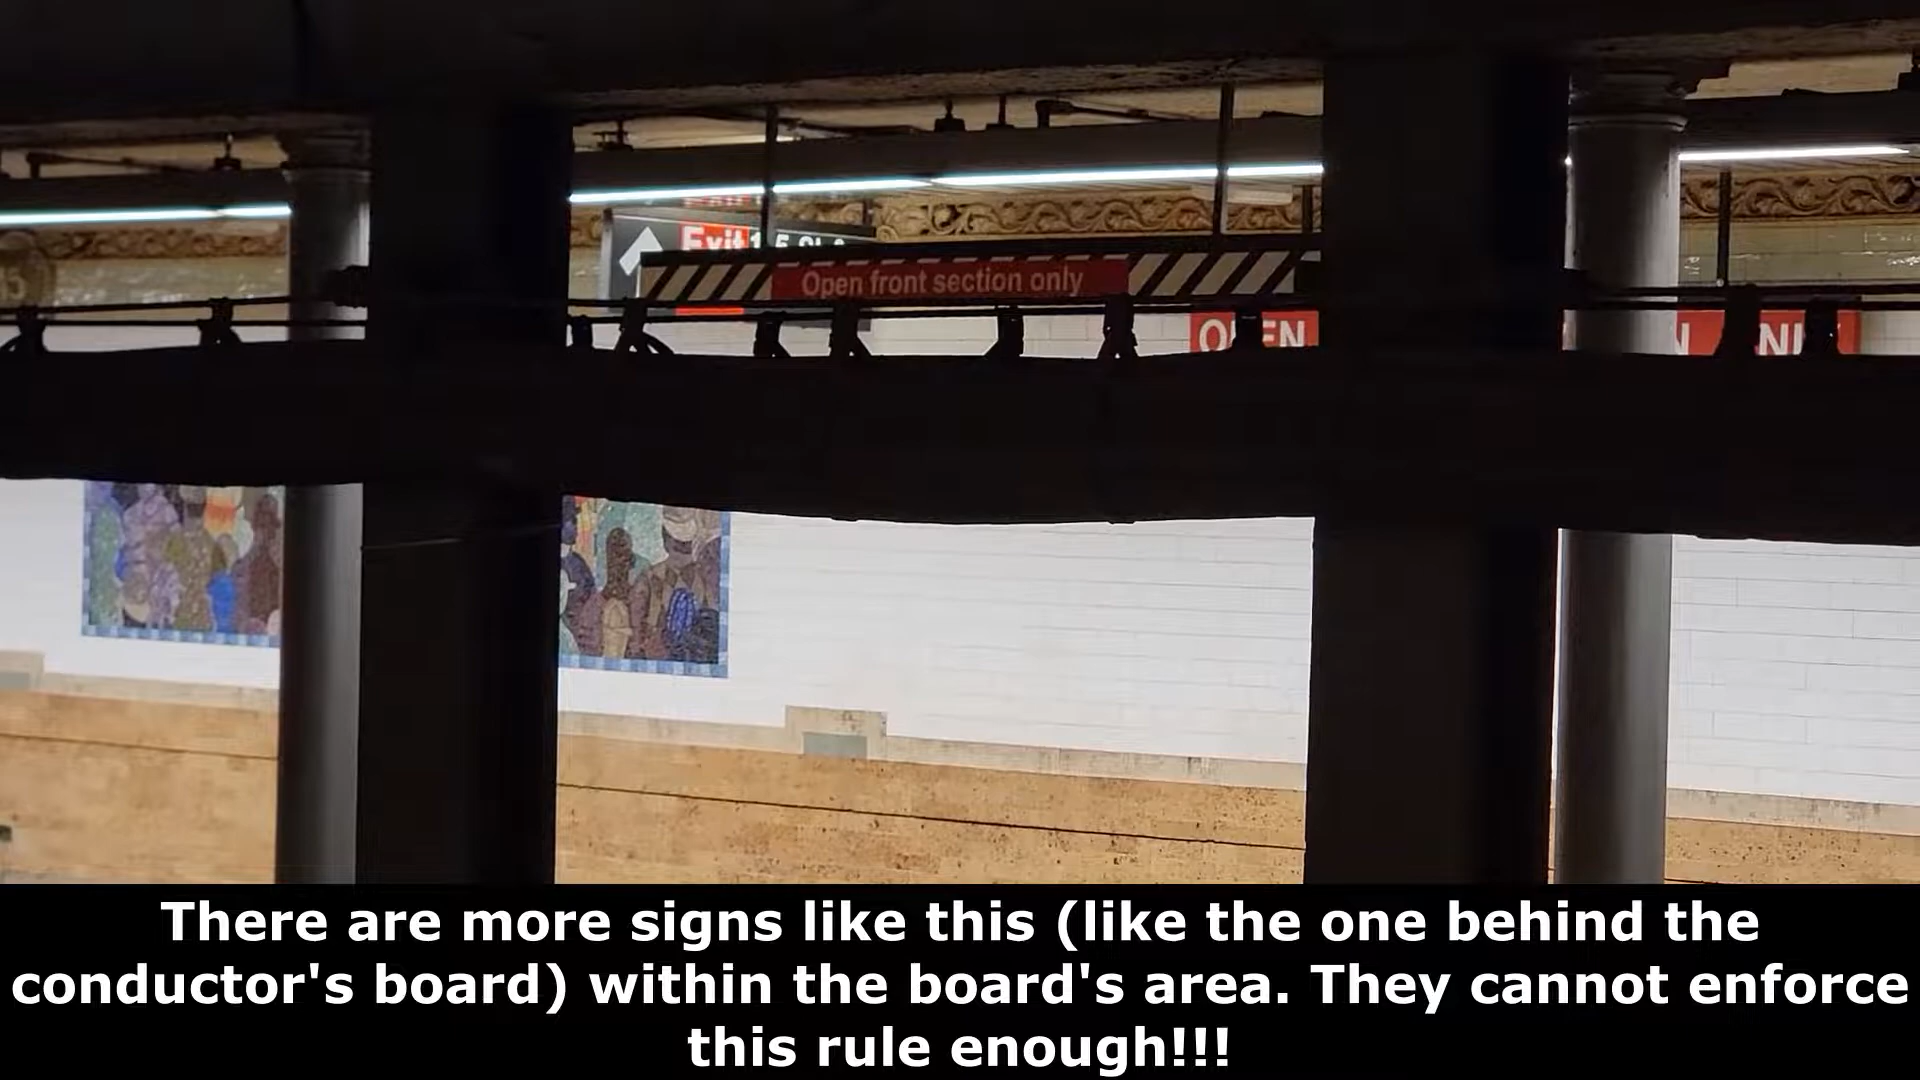 Exit
Open front section only
There are more signs like this (like the one behind the
conductor's board) within the board's area. They cannot enforce
this rule enough!!!